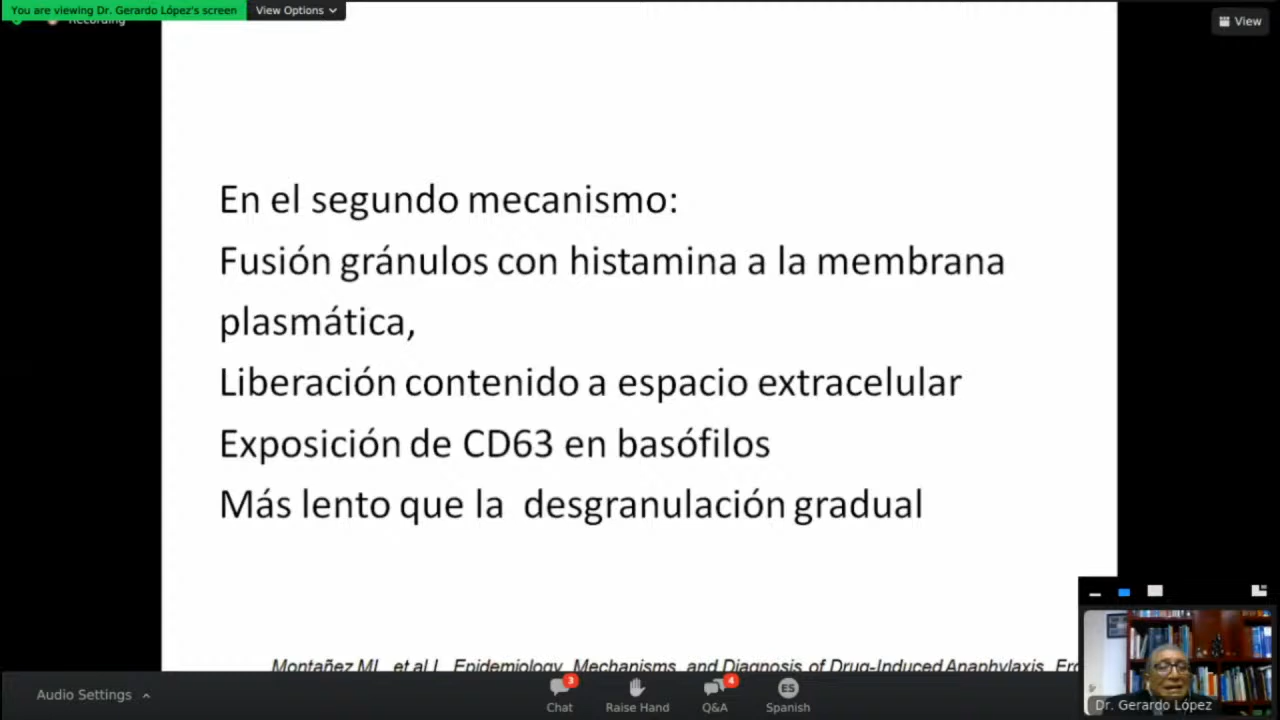 You are viewing Dr. Gerardo López's screen
View Options
Recording
View
En el segundo mecanismo:
Fusión gránulos con histamina a la membrana
plasmática,
Liberación contenido a espacio extracelular
Exposición de CD63 en basófilos
Más lento que la desgranulación gradual
Montañez MI, et al L. Epidemiology, Mechanisms, and Diagnosis of Drug-Induced Anaphylaxis.
Dr. Gerardo López
Audio Settings
3
Chat
Raise Hand
4
Q&A
ES
Spanish